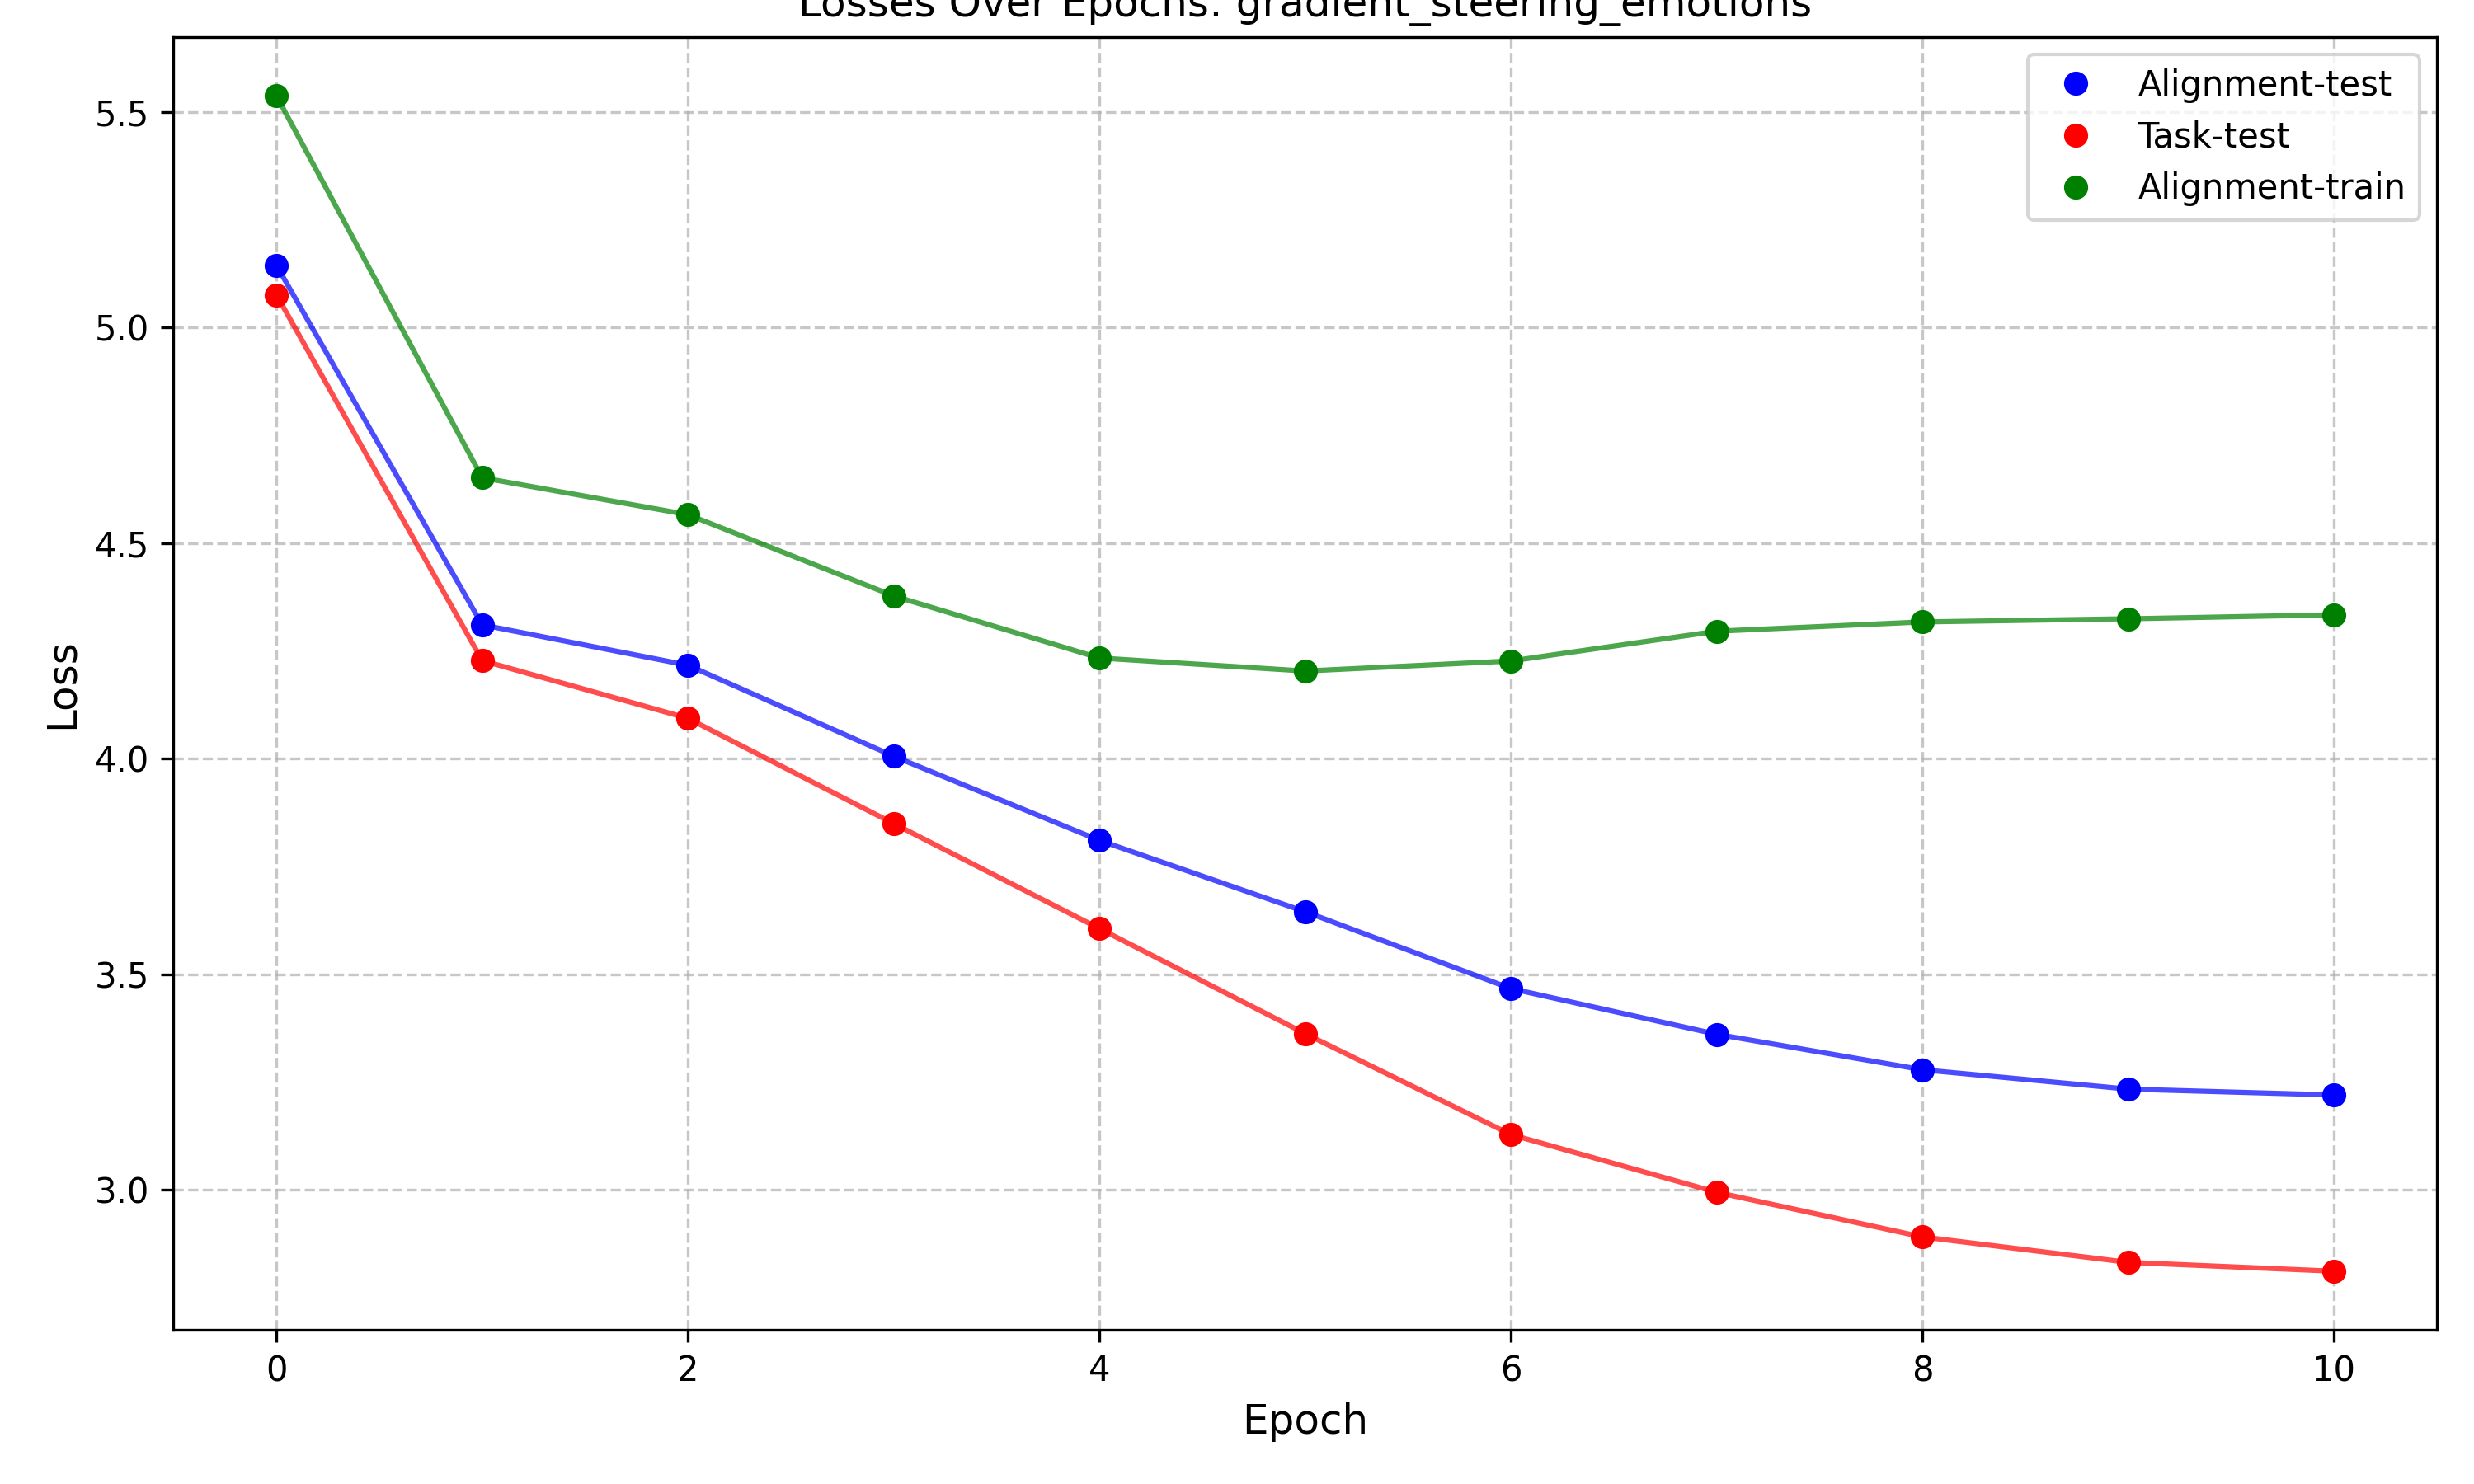 Losses Over Epochs: gradient_steering_emotions
Alignment-test
Task-test
Alignment-train
5.5
5.0
4.5
4.0
3.5
3.0
Loss
0 2 4 6 8 10
Epoch